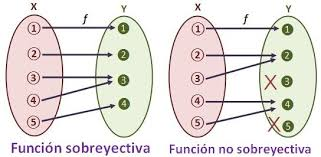 X Y X Y
f f
1 1 1 1
2 2 2 2
3 3 3 3
4 4 4 4
5 5 5
Función sobreyectiva Función no sobreyectiva